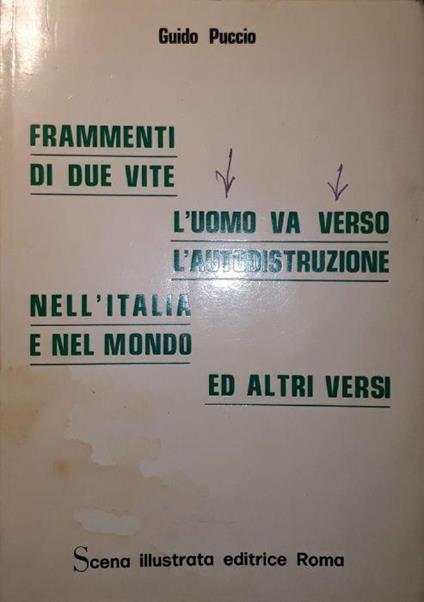 Guido Puccio
FRAMMENTI
DI DUE VITE
L'UOMO VA VERSO
L'AUTODISTRUZIONE
NELL'ITALIA
E NEL MONDO
ED ALTRI VERSI
Scena illustrata editrice Roma